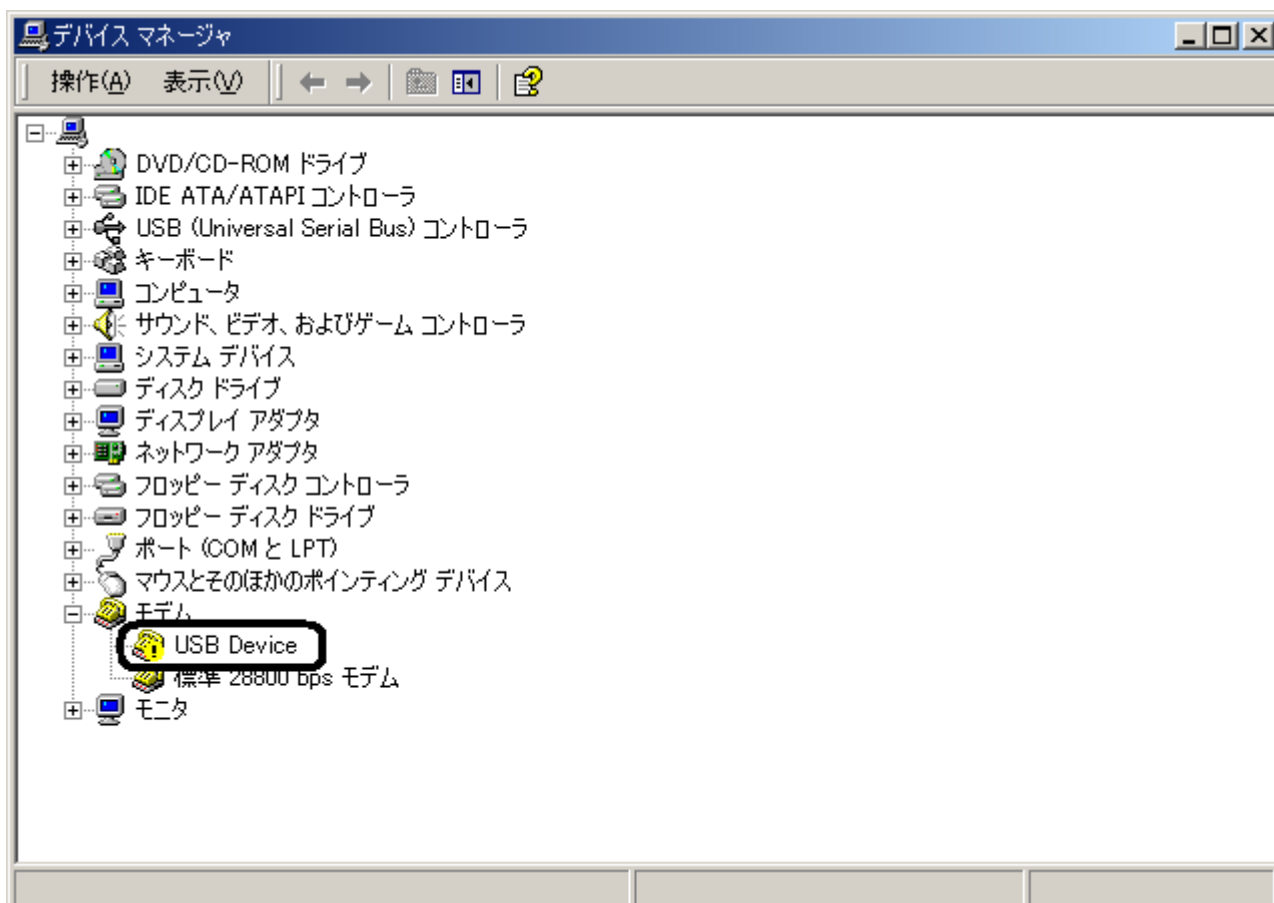 デバイス マネージャ
操作(A) 表示(V)
DVD/CD-ROM ドライブ
IDE ATA/ATAPI コントローラ
USB (Universal Serial Bus) コントローラ
キーボード
コンピュータ
サウンド、ビデオ、およびゲーム コントローラ
システム デバイス
ディスク ドライブ
ディスプレイ アダプタ
ネットワーク アダプタ
フロッピー ディスク コントローラ
フロッピー ディスク ドライブ
ポート (COM と LPT)
マウスとそのほかのポインティング デバイス
モデム
USB Device
標準 28800 bps モデム
モニタ